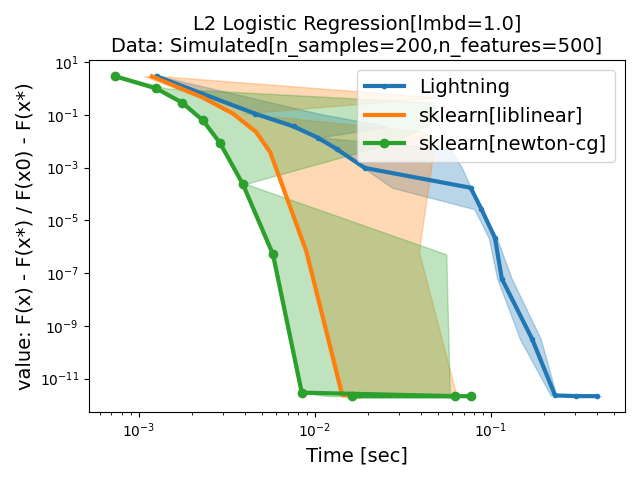 L2 Logistic Regression[lmbd=1.0]
Data: Simulated[n_samples=200,n_features=500]
value: F(x) - F(x*) / F(x0) - F(x*)
10¹
10⁻¹
10⁻³
10⁻⁵
10⁻⁷
10⁻⁹
10⁻¹¹
Lightning
sklearn[liblinear]
sklearn[newton-cg]
10⁻³
10⁻²
10⁻¹
Time [sec]